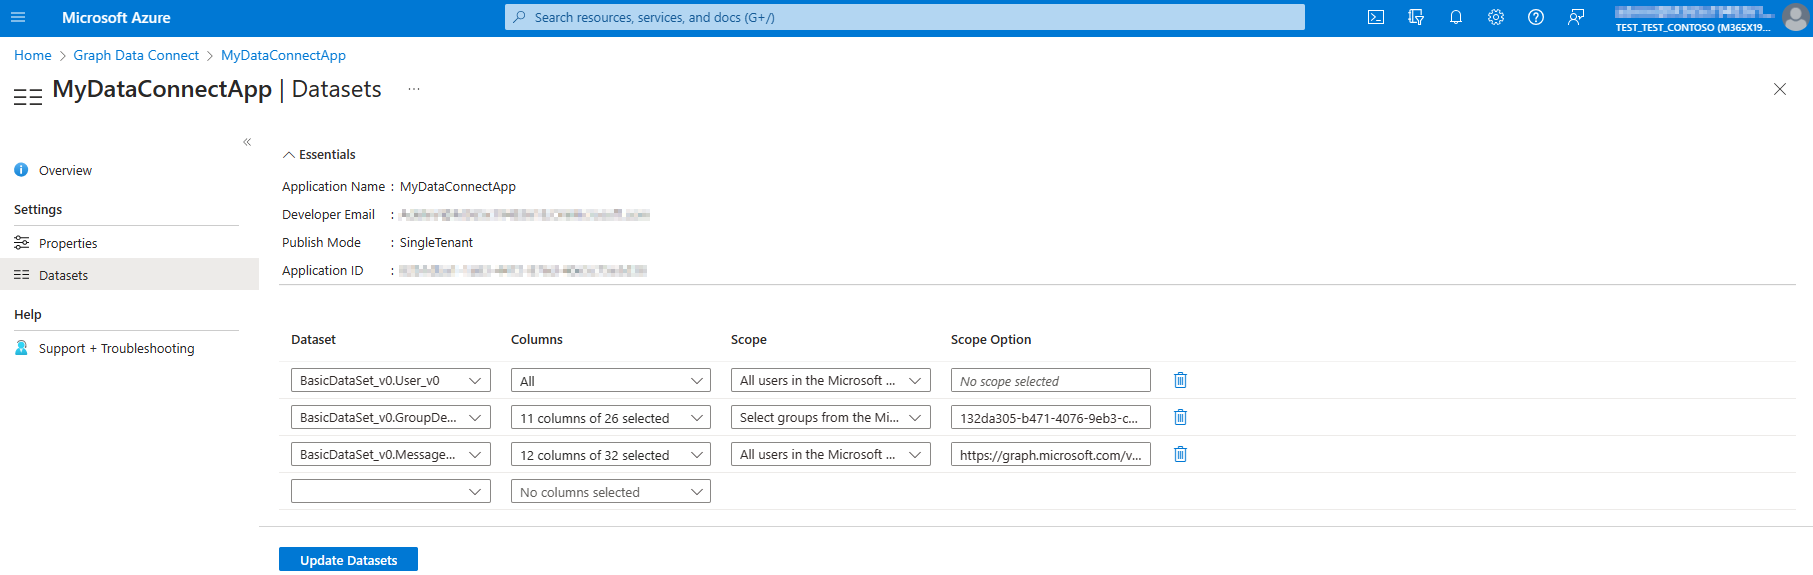 Microsoft Azure
Search resources, services, and docs (G+/)
TEST_TEST_CONTOSO (M365X19...
Home > Graph Data Connect > MyDataConnectApp
MyDataConnectApp | Datasets ...
Overview
Settings
Properties
Datasets
Help
Support + Troubleshooting
Essentials
Application Name : MyDataConnectApp
Developer Email :
Publish Mode : SingleTenant
Application ID :
Dataset Columns Scope Scope Option
BasicDataSet_v0.User_v0 All All users in the Microsoft ... No scope selected
BasicDataSet_v0.GroupDe... 11 columns of 26 selected Select groups from the Mi... 132da305-b471-4076-9eb3-c...
BasicDataSet_v0.Message... 12 columns of 32 selected All users in the Microsoft ... https://graph.microsoft.com/v...
No columns selected
Update Datasets